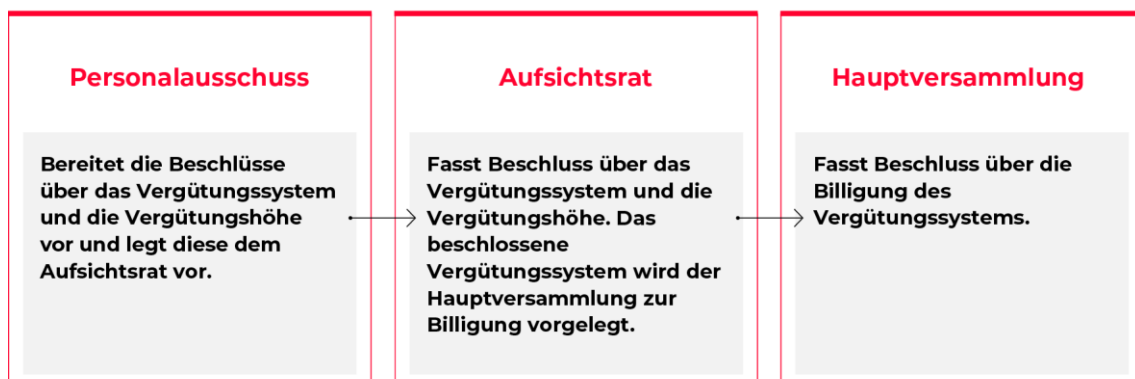 Personalausschuss
Bereitet die Beschlüsse
über das Vergütungssystem
und die Vergütungshöhe
vor und legt diese dem
Aufsichtsrat vor.
Aufsichtsrat
Fasst Beschluss über das
Vergütungssystem und die
Vergütungshöhe. Das
beschlossene
Vergütungssystem wird der
Hauptversammlung zur
Billigung vorgelegt.
Hauptversammlung
Fasst Beschluss über die
Billigung des
Vergütungssystems.